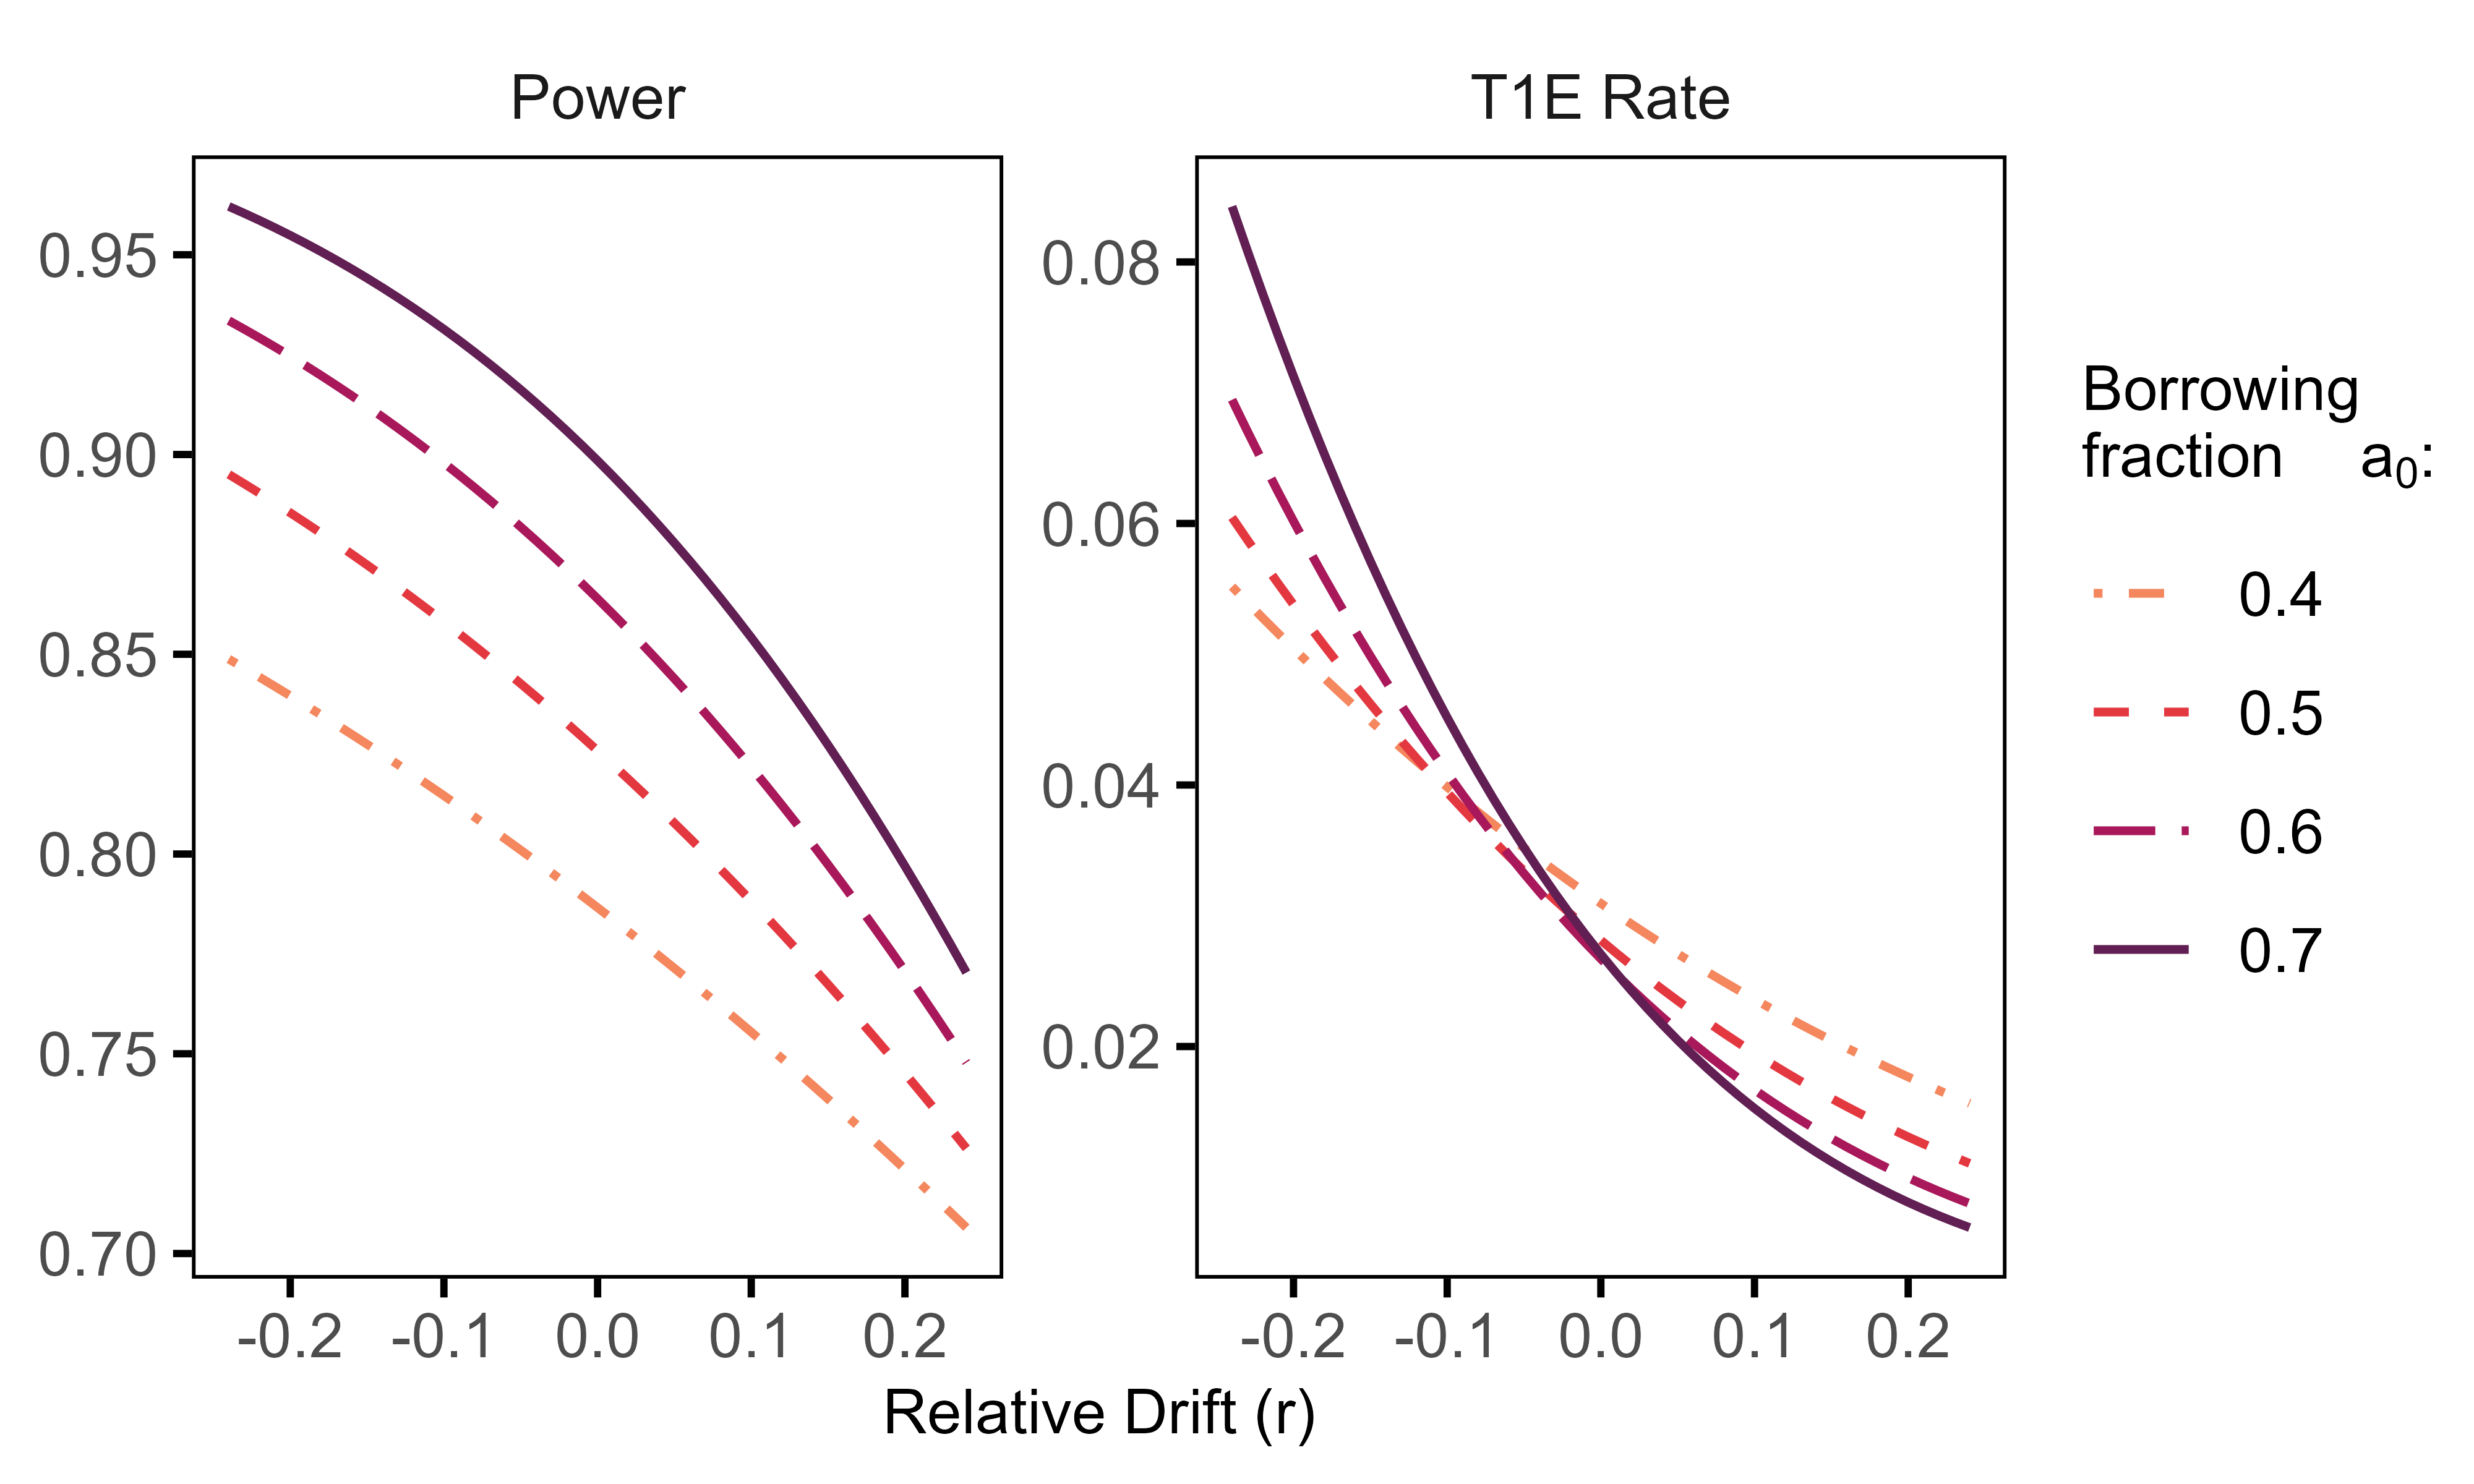 Power
T1E Rate
0.95
0.90
0.85
0.80
0.75
0.70
0.08
0.06
0.04
0.02
-0.2 -0.1 0.0 0.1 0.2
-0.2 -0.1 0.0 0.1 0.2
Relative Drift (r)
Borrowing
fraction a₀:
0.4
0.5
0.6
0.7